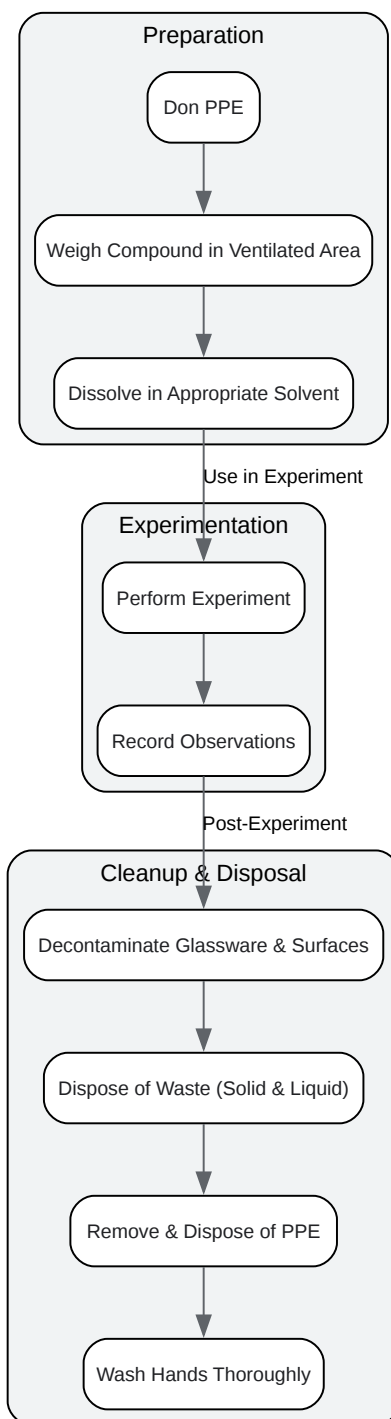 Preparation
Don PPE
Weigh Compound in Ventilated Area
Dissolve in Appropriate Solvent
Use in Experiment
Experimentation
Perform Experiment
Record Observations
Post-Experiment
Cleanup & Disposal
Decontaminate Glassware & Surfaces
Dispose of Waste (Solid & Liquid)
Remove & Dispose of PPE
Wash Hands Thoroughly